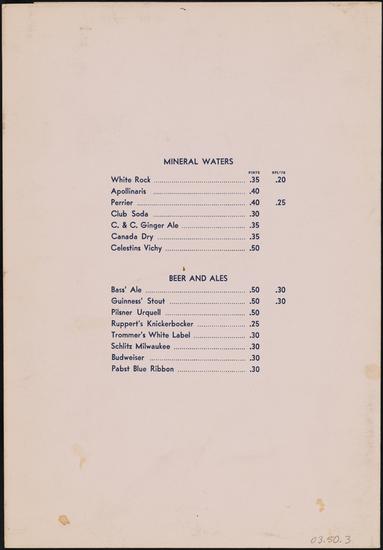 MINERAL WATERS
PINTS SPLITS
White Rock .35 .20
Apollinaris .40
Perrier .40 .25
Club Soda .30
C. & C. Ginger Ale .35
Canada Dry .35
Celestins Vichy .50
BEER AND ALES
Bass' Ale .50 .30
Guinness' Stout .50 .30
Pilsner Urquell .50
Ruppert's Knickerbocker .25
Trommer's White Label .30
Schlitz Milwaukee .30
Budweiser .30
Pabst Blue Ribbon .30
03.50.3